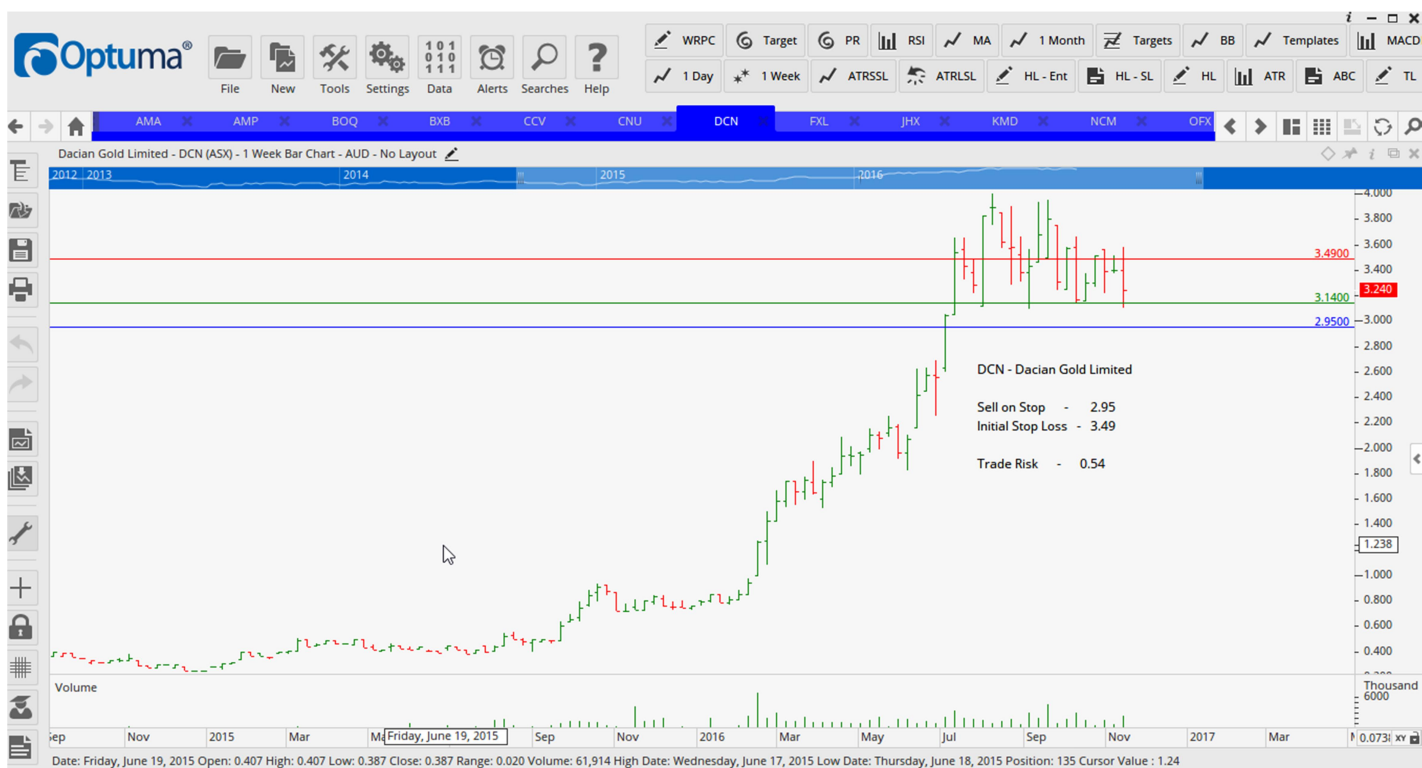 Optuma®
File
New
Tools
Settings
Data
Alerts
Searches
Help
WRPC Target PR RSI MA 1 Month Targets BB Templates MACD
1 Day 1 Week ATRSSL ATRLSL HL - Ent HL - SL HL ATR ABC TL
AMA AMP BOQ BXB CCV CNU DCN FXL JHX KMD NCM OFX
Dacian Gold Limited - DCN (ASX) - 1 Week Bar Chart - AUD - No Layout
2012 2013 2014 2015 2016
4.000
3.800
3.600
3.4900
3.400
3.240
3.1400
3.000
2.9500
2.800
2.600
2.400
2.200
2.000
1.800
1.600
1.400
1.238
1.000
0.800
0.600
0.400
DCN - Dacian Gold Limited
Sell on Stop - 2.95
Initial Stop Loss - 3.49
Trade Risk - 0.54
Volume
Thousand
6000
Nov 2015 Mar Friday, June 19, 2015 Sep Nov 2016 Mar May Jul Sep Nov 2017 Mar XY
Date: Friday, June 19, 2015 Open: 0.407 High: 0.407 Low: 0.387 Close: 0.387 Range: 0.020 Volume: 61,914 High Date: Wednesday, June 17, 2015 Low Date: Thursday, June 18, 2015 Position: 135 Cursor Value : 1.24